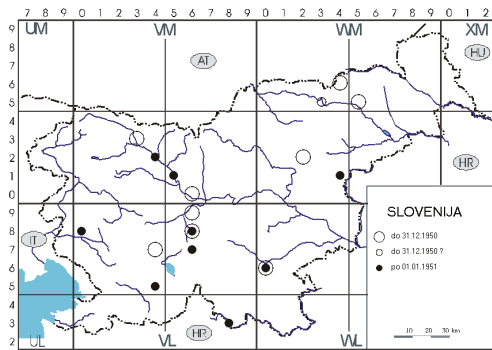 UM VM WM XM
7 8 9 0 1 2 3 4 5 6 7 8 9 0 1 2 3 4 5 6 7 8 9 0 1 2
9
8
7
6
5
4
3
2
1
0
9
8
7
6
5
4
3
2
AT
HU
HR
IT
HR
SLOVENIJA
do 31.12.1950
do 31.12.1950 ?
po 01.01.1951
10 20 30 km
UL VL WL